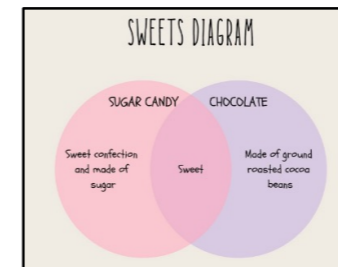 SWEETS DIAGRAM
SUGAR CANDY
CHOCOLATE
Sweet confection
and made of
sugar
Sweet
Made of ground
roasted cocoa
beans